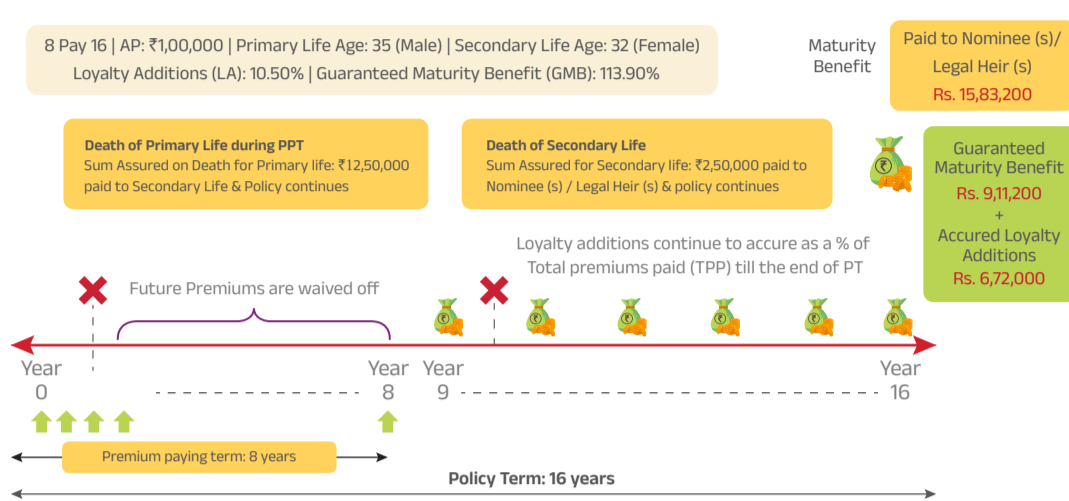 8 Pay 16 | AP: ₹1,00,000 | Primary Life Age: 35 (Male) | Secondary Life Age: 32 (Female)
Loyalty Additions (LA): 10.50% | Guaranteed Maturity Benefit (GMB): 113.90%
Maturity
Benefit
Paid to Nominee (s)/
Legal Heir (s)
Rs. 15,83,200
Death of Primary Life during PPT
Sum Assured on Death for Primary life: ₹12,50,000
paid to Secondary Life & Policy continues
Death of Secondary Life
Sum Assured for Secondary life: ₹2,50,000 paid to
Nominee (s) / Legal Heir (s) & policy continues
₹
Guaranteed
Maturity Benefit
Rs. 9,11,200
+
Accured Loyalty
Additions
Rs. 6,72,000
Loyalty additions continue to accure as a % of
Total premiums paid (TPP) till the end of PT
Future Premiums are waived off
₹ ₹ ₹ ₹ ₹ ₹
Year
0
Year
8
Year
9
Year
16
Premium paying term: 8 years
Policy Term: 16 years